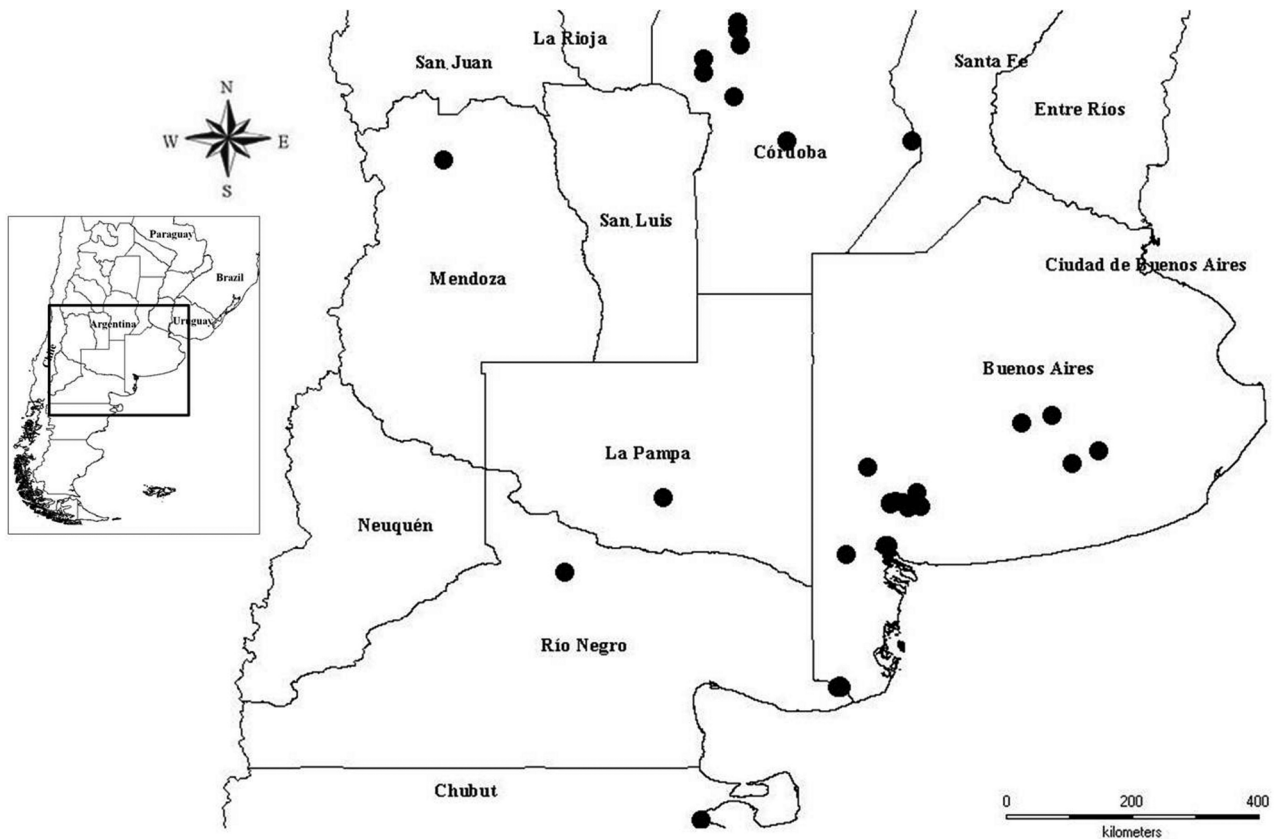 La Rioja
San Juan
Santa Fe
Entre Ríos
N
W E
S
Córdoba
San Luis
Paraguay
Brazil
Argentina
Uruguay
Chile
Mendoza
Ciudad de Buenos Aires
Buenos Aires
La Pampa
Neuquén
Río Negro
Chubut
0 200 400
kilometers